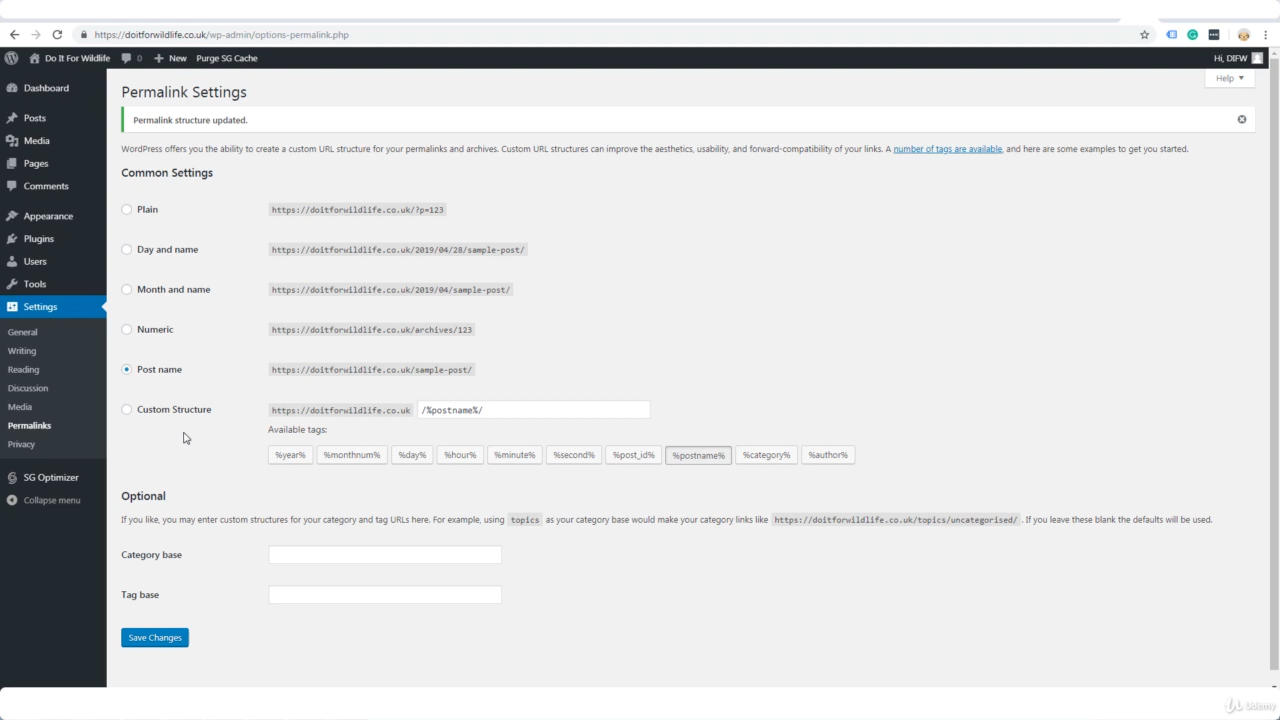 https://doitforwildlife.co.uk/wp-admin/options-permalink.php
Do It For Wildlife 0 New Purge SG Cache Hi, DIFW
Help
Dashboard
Posts
Media
Pages
Comments
Appearance
Plugins
Users
Tools
Settings
General
Writing
Reading
Discussion
Media
Permalinks
Privacy
SG Optimizer
Collapse menu
Permalink Settings
Permalink structure updated.
WordPress offers you the ability to create a custom URL structure for your permalinks and archives. Custom URL structures can improve the aesthetics, usability, and forward-compatibility of your links. A number of tags are available, and here are some examples to get you started.
Common Settings
Plain https://doitforwildlife.co.uk/?p=123
Day and name https://doitforwildlife.co.uk/2019/04/28/sample-post/
Month and name https://doitforwildlife.co.uk/2019/04/sample-post/
Numeric https://doitforwildlife.co.uk/archives/123
Post name https://doitforwildlife.co.uk/sample-post/
Custom Structure https://doitforwildlife.co.uk /%postname%/
Available tags:
%year% %monthnum% %day% %hour% %minute% %second% %post_id% %postname% %category% %author%
Optional
If you like, you may enter custom structures for your category and tag URLs here. For example, using topics as your category base would make your category links like https://doitforwildlife.co.uk/topics/uncategorised/ . If you leave these blank the defaults will be used.
Category base
Tag base
Save Changes
Udemy